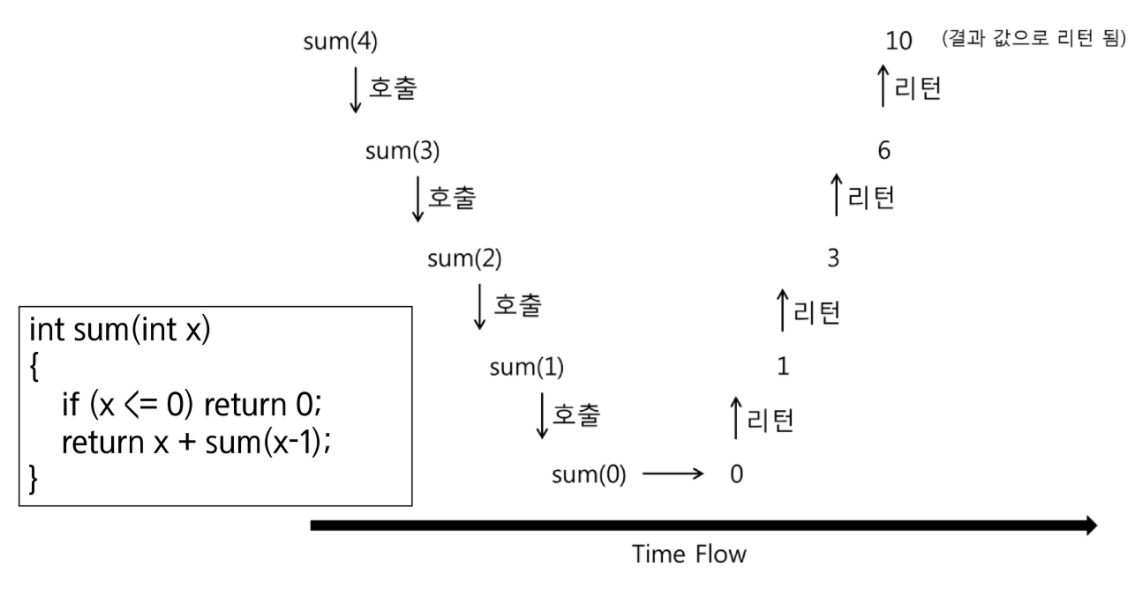 sum(4)
10 (결과 값으로 리턴 됨)
호출
리턴
sum(3)
6
호출
리턴
sum(2)
3
호출
리턴
int sum(int x)
{
if (x <= 0) return 0;
return x + sum(x-1);
}
sum(1)
1
호출
리턴
sum(0)
0
Time Flow